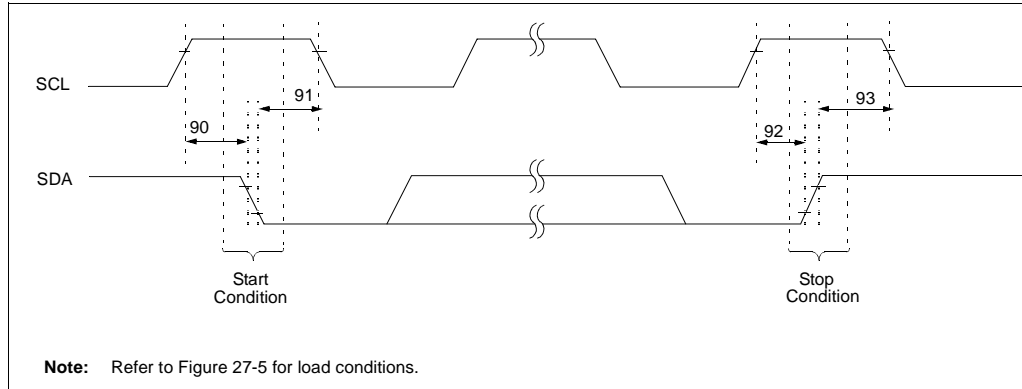 SCL
91
93
90
92
SDA
Start
Condition
Stop
Condition
Note: Refer to Figure 27-5 for load conditions.